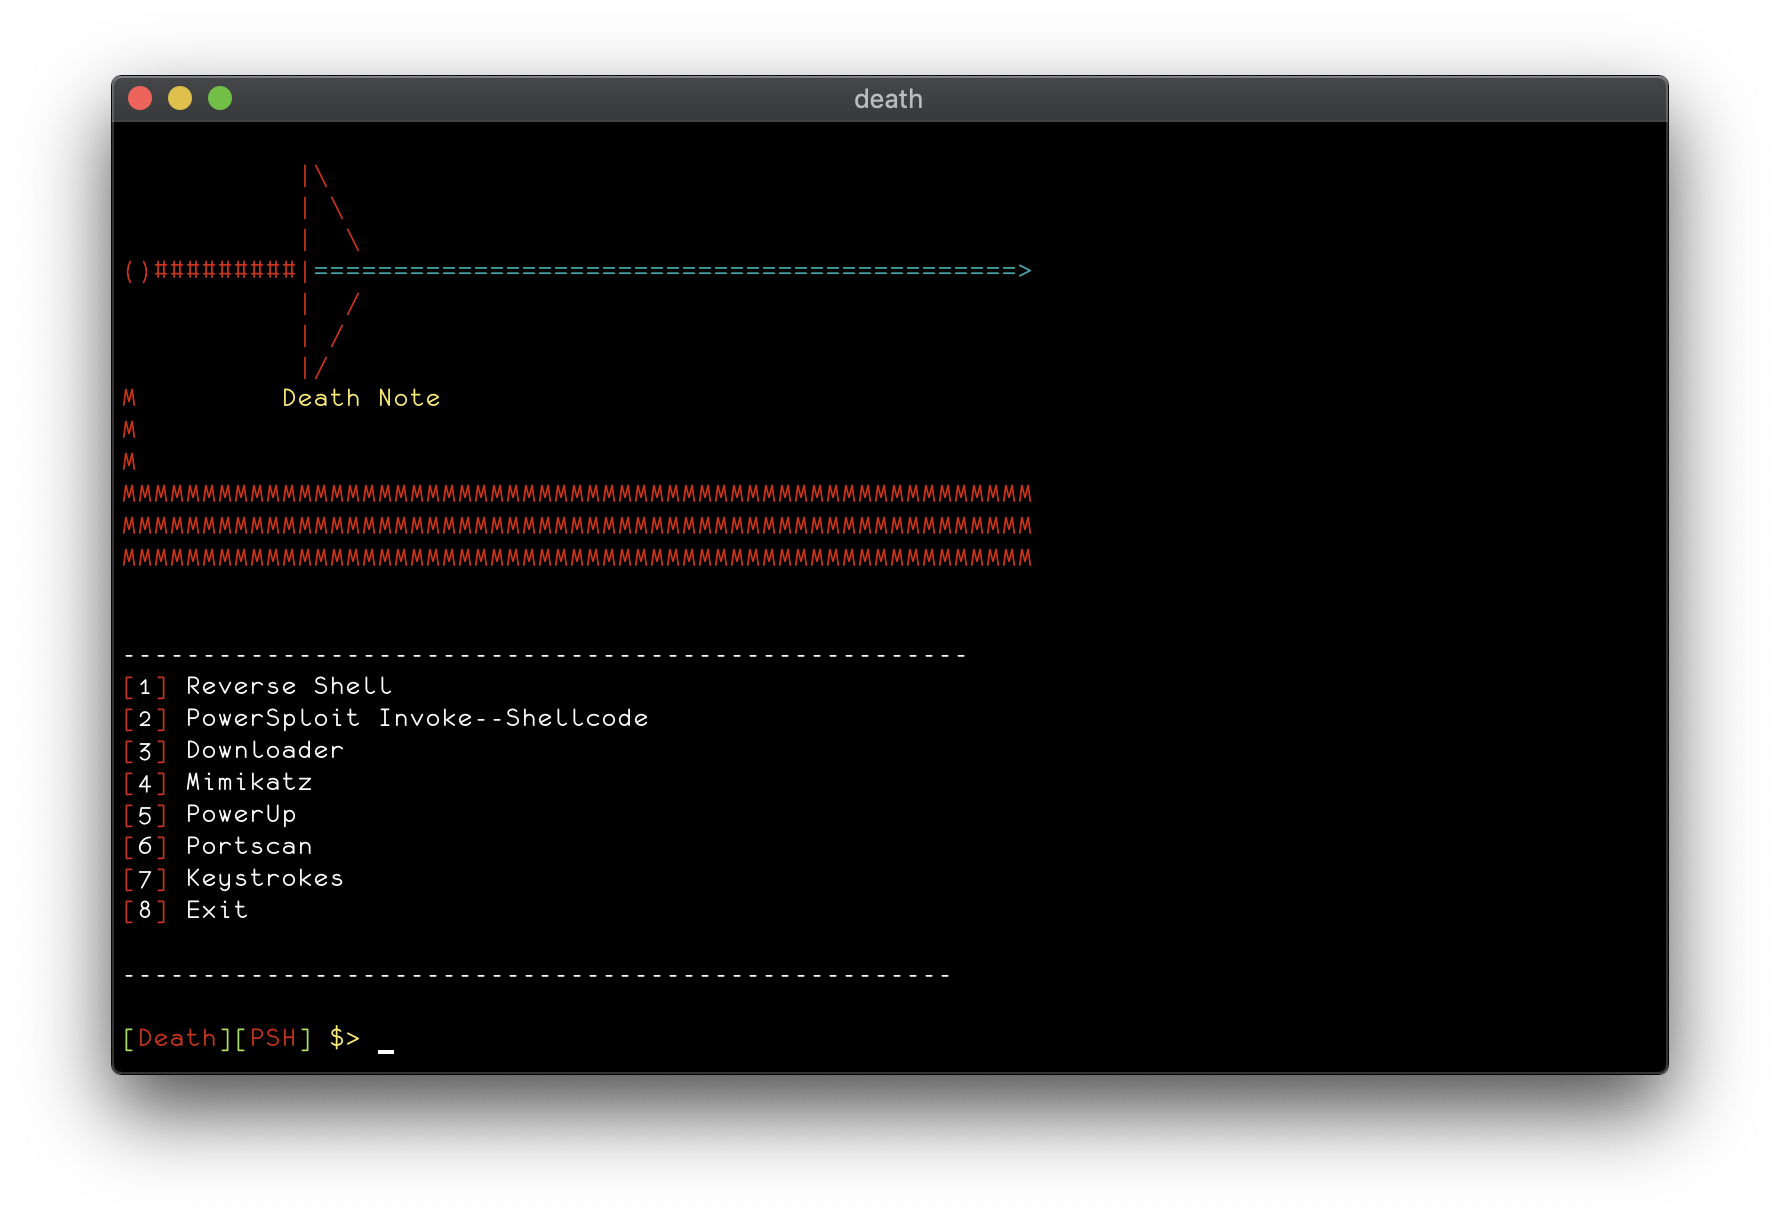 death
|\
| \
|  \
()#########|============================================>
|  /
| /
|/
M Death Note
M
M
MMMMMMMMMMMMMMMMMMMMMMMMMMMMMMMMMMMMMMMMMMMMMMMMMMMMMMMMM
MMMMMMMMMMMMMMMMMMMMMMMMMMMMMMMMMMMMMMMMMMMMMMMMMMMMMMMMM
MMMMMMMMMMMMMMMMMMMMMMMMMMMMMMMMMMMMMMMMMMMMMMMMMMMMMMMMM
-----------------------------------------------------
[1] Reverse Shell
[2] PowerSploit Invoke--Shellcode
[3] Downloader
[4] Mimikatz
[5] PowerUp
[6] Portscan
[7] Keystrokes
[8] Exit
----------------------------------------------------
[Death][PSH] $> _